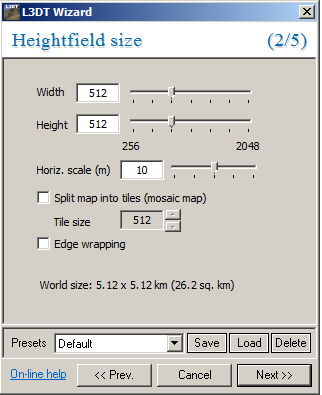 L3DT Wizard
Heightfield size (2/5)
Width 512
Height 512
256 2048
Horiz. scale (m) 10
Split map into tiles (mosaic map)
Tile size 512
Edge wrapping
World size: 5.12 x 5.12 km (26.2 sq. km)
Presets Default Save Load Delete
On-line help << Prev. Cancel Next >>